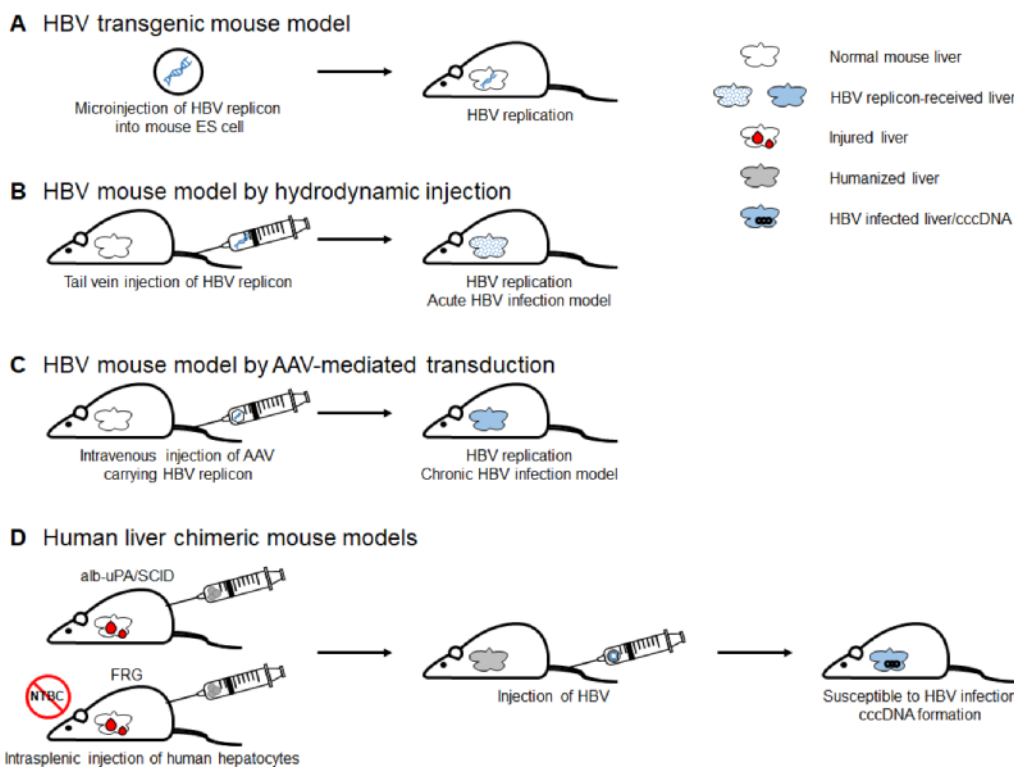 A HBV transgenic mouse model
Microinjection of HBV replicon
into mouse ES cell
HBV replication
Normal mouse liver
HBV replicon-received liver
Injured liver
Humanized liver
HBV infected liver/cccDNA
B HBV mouse model by hydrodynamic injection
Tail vein injection of HBV replicon
HBV replication
Acute HBV infection model
C HBV mouse model by AAV-mediated transduction
Intravenous injection of AAV
carrying HBV replicon
HBV replication
Chronic HBV infection model
D Human liver chimeric mouse models
alb-uPA/SCID
FRG
NTBC
Intrasplenic injection of human hepatocytes
Injection of HBV
Susceptible to HBV infection
cccDNA formation